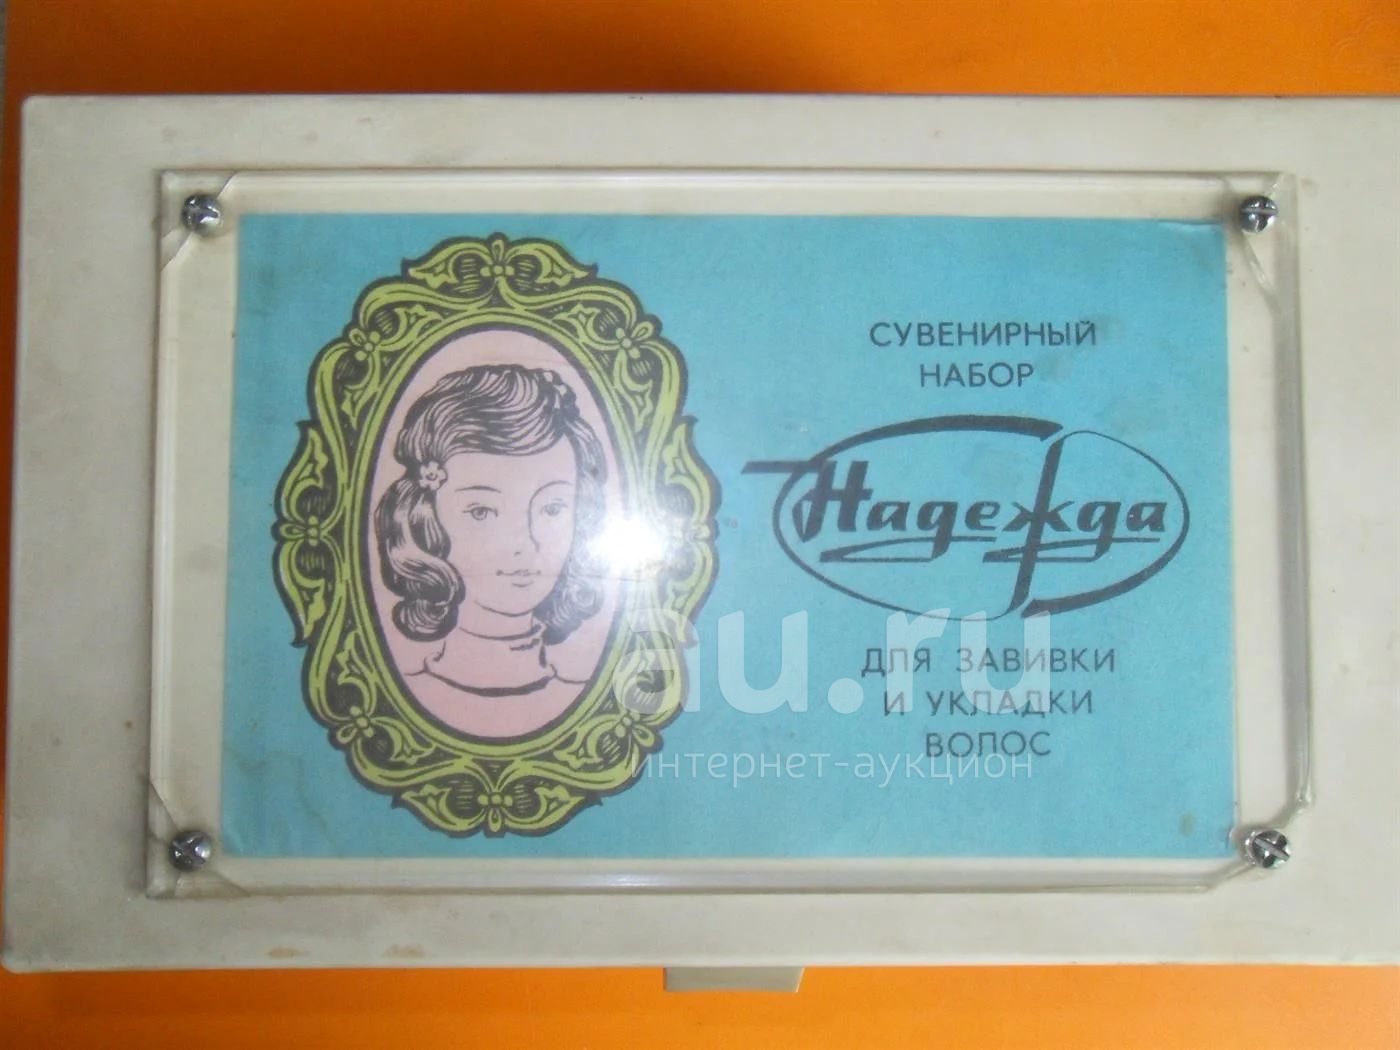 СУВЕНИРНЫЙ
НАБОР
Надежда
ДЛЯ ЗАВИВКИ
И УКЛАДКИ
ВОЛОС
au.ru
интернет-аукцион